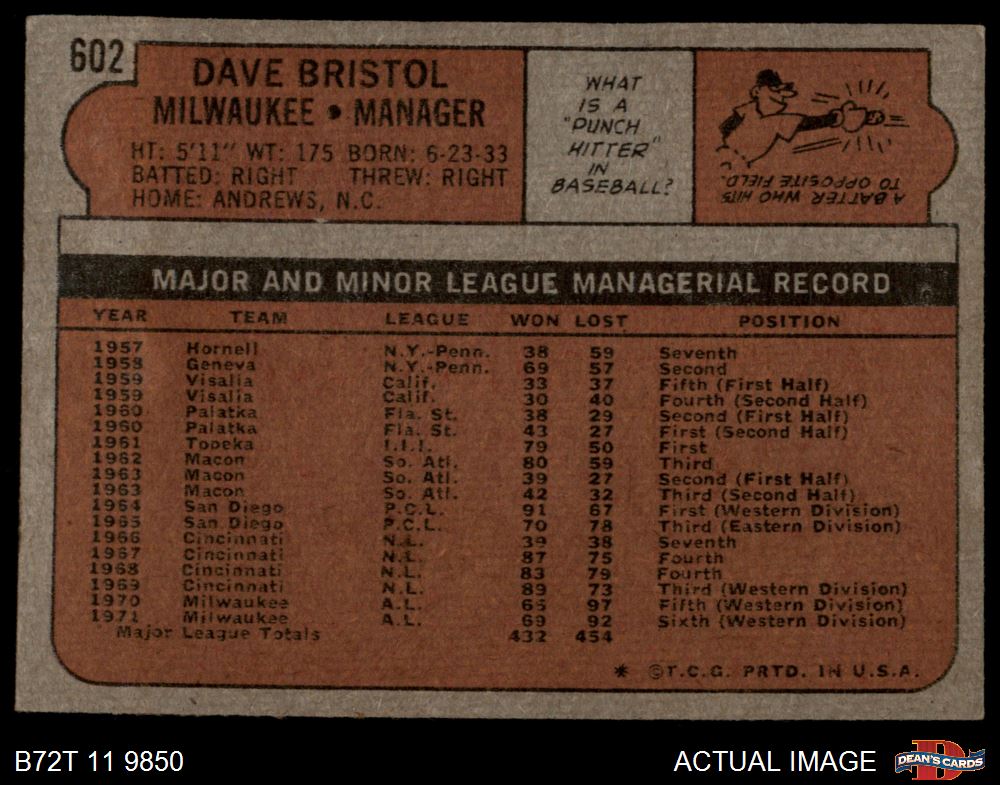 602
DAVE BRISTOL
MILWAUKEE • MANAGER
HT: 5'11" WT: 175 BORN: 6-23-33
BATTED: RIGHT THREW: RIGHT
HOME: ANDREWS, N.C.
WHAT
IS A
"PUNCH
HITTER"
IN
BASEBALL?
A BATTER WHO HITS
TO OPPOSITE FIELD.
MAJOR AND MINOR LEAGUE MANAGERIAL RECORD
YEAR TEAM LEAGUE WON LOST POSITION
1957 Hornell N.Y.-Penn. 38 59 Seventh
1958 Geneva N.Y.-Penn. 69 57 Second
1959 Visalia Calif. 33 37 Fifth (First Half)
1959 Visalia Calif. 30 40 Fourth (Second Half)
1960 Palatka Fla. St. 38 29 Second (First Half)
1960 Palatka Fla. St. 43 27 First (Second Half)
1961 Topeka I.I.I. 79 50 First
1962 Macon So. Atl. 80 59 Third
1963 Macon So. Atl. 39 27 Second (First Half)
1963 Macon So. Atl. 42 32 Third (Second Half)
1964 San Diego P.C.L. 91 67 First (Western Division)
1965 San Diego P.C.L. 70 78 Third (Eastern Division)
1966 Cincinnati N.L. 39 38 Seventh
1967 Cincinnati N.L. 87 75 Fourth
1968 Cincinnati N.L. 83 79 Fourth
1969 Cincinnati N.L. 89 73 Third (Western Division)
1970 Milwaukee A.L. 65 97 Fifth (Western Division)
1971 Milwaukee A.L. 69 92 Sixth (Western Division)
Major League Totals 432 454
* ©T.C.G. PRTD. IN U.S.A.
B72T 11 9850
ACTUAL IMAGE
D
DEAN'S CARDS